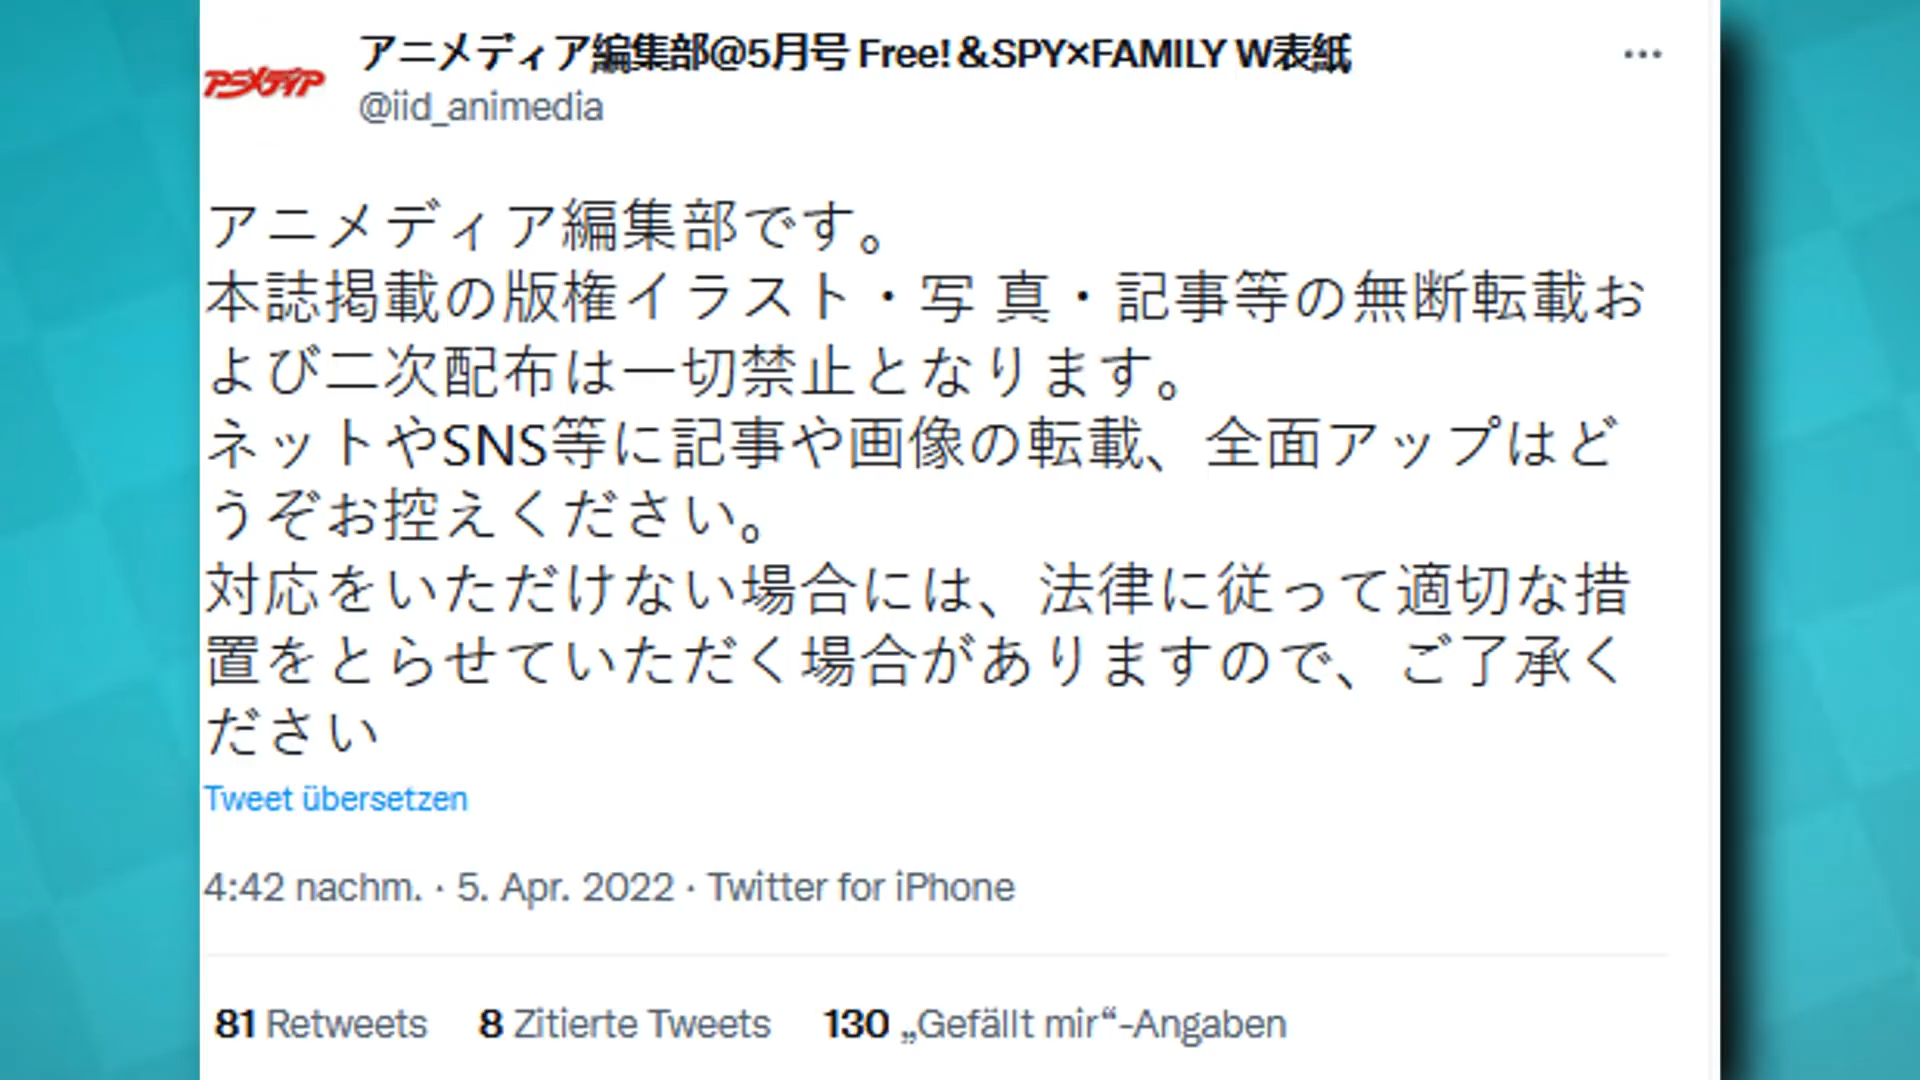 アニメディア編集部@5月号 Free!＆SPY×FAMILY W表紙
アニメディア
@iid_animedia
アニメディア編集部です。
本誌掲載の版権イラスト・写 真・記事等の無断転載お
よび二次配布は一切禁止となります。
ネットやSNS等に記事や画像の転載、全面アップはど
うぞお控えください。
対応をいただけない場合には、法律に従って適切な措
置をとらせていただく場合がありますので、ご了承く
ださい
Tweet übersetzen
4:42 nachm. · 5. Apr. 2022 · Twitter for iPhone
81 Retweets 8 Zitierte Tweets 130 „Gefällt mir“-Angaben